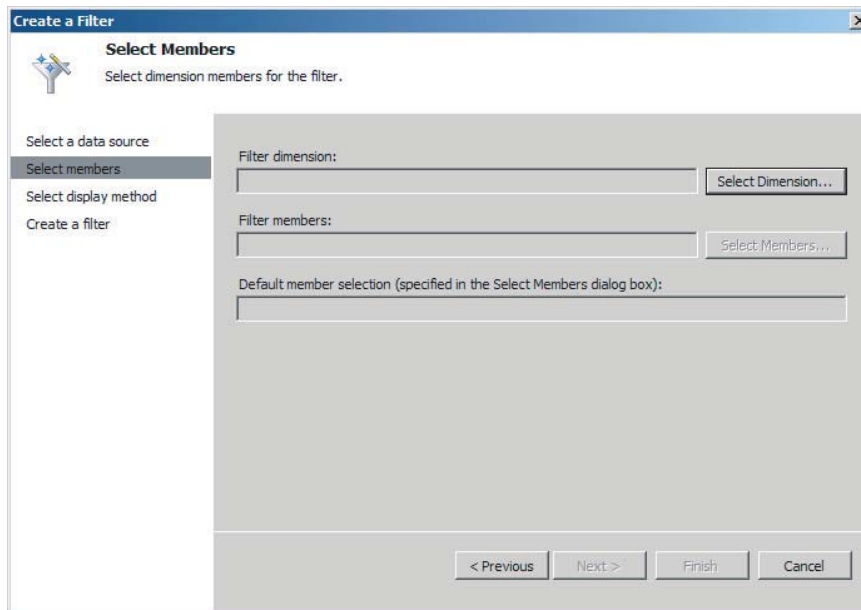 Create a Filter
Select Members
Select dimension members for the filter.
Select a data source
Select members
Select display method
Create a filter
Filter dimension:
Select Dimension...
Filter members:
Select Members...
Default member selection (specified in the Select Members dialog box):
< Previous
Next >
Finish
Cancel